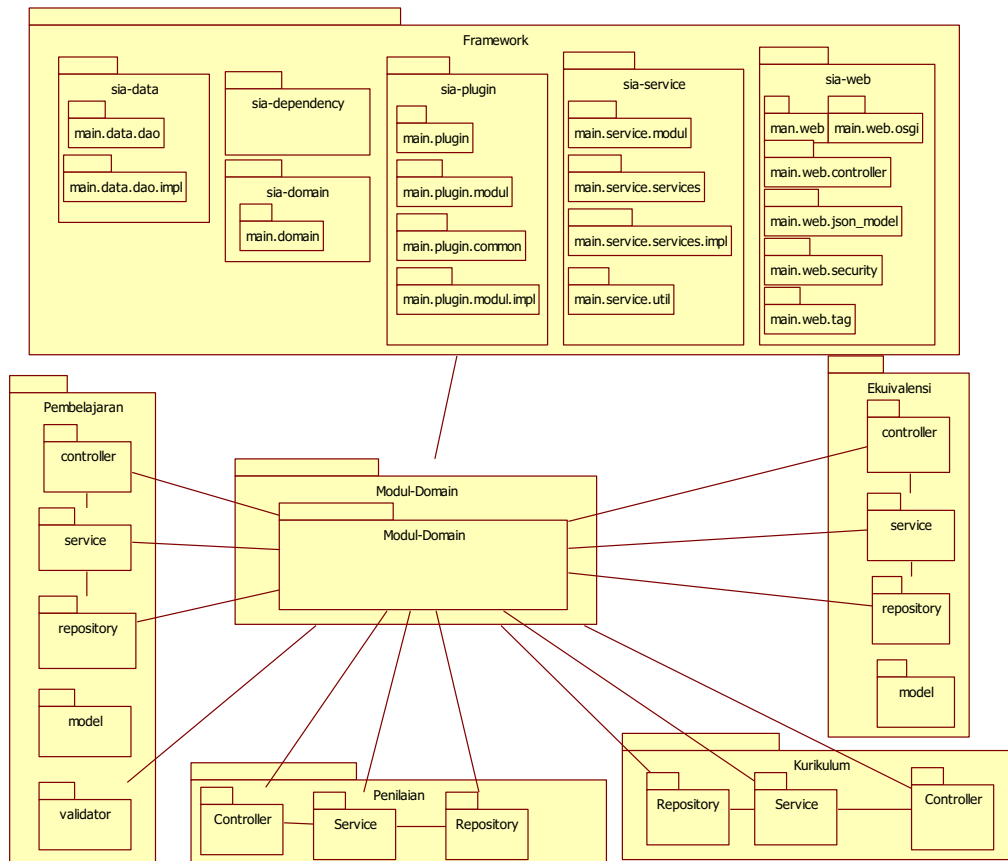 Framework
sia-data
main.data.dao
main.data.dao.impl
sia-dependency
sia-domain
main.domain
sia-plugin
main.plugin
main.plugin.modul
main.plugin.common
main.plugin.modul.impl
sia-service
main.service.modul
main.service.services
main.service.services.impl
main.service.util
sia-web
man.web
main.web.osgi
main.web.controller
main.web.json_model
main.web.security
main.web.tag
Pembelajaran
controller
service
repository
model
validator
Modul-Domain
Modul-Domain
Ekuivalensi
controller
service
repository
model
Penilaian
Controller
Service
Repository
Kurikulum
Repository
Service
Controller